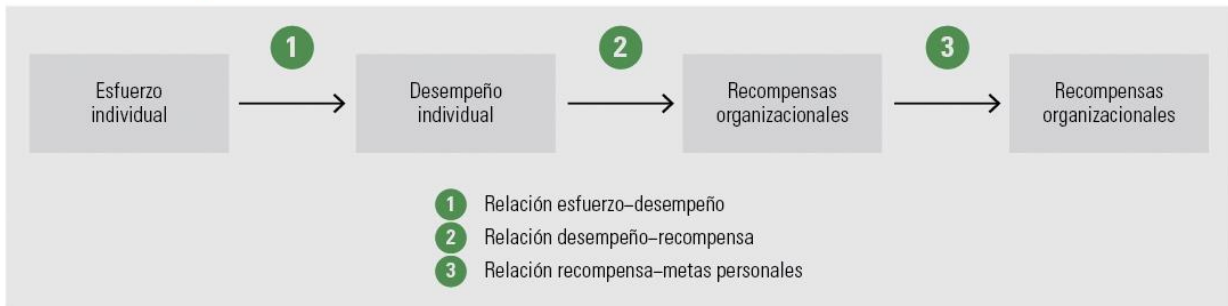 1
2
3
Esfuerzo
individual
Desempeño
individual
Recompensas
organizacionales
Recompensas
organizacionales
1 Relación esfuerzo–desempeño
2 Relación desempeño–recompensa
3 Relación recompensa–metas personales